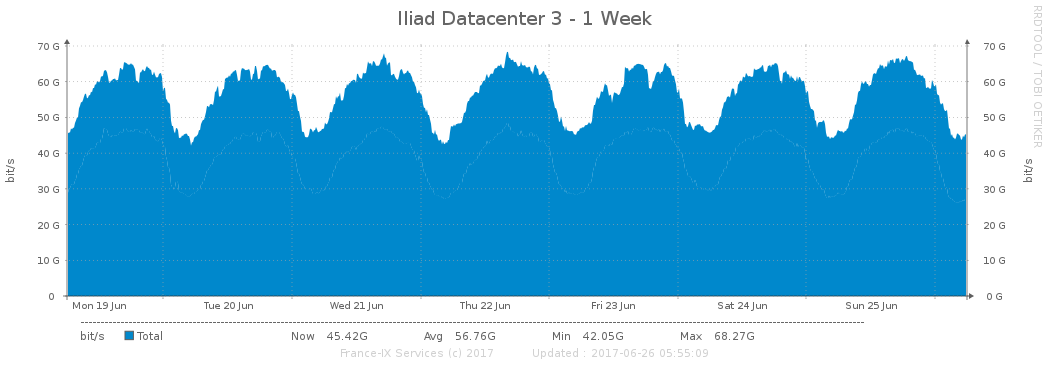 Iliad Datacenter 3 - 1 Week
RRDTOOL / TOBI OETIKER
70 G 70 G
60 G 60 G
50 G 50 G
40 G 40 G
30 G 30 G
20 G 20 G
10 G 10 G
0 0 G
bit/s bit/s
Mon 19 Jun Tue 20 Jun Wed 21 Jun Thu 22 Jun Fri 23 Jun Sat 24 Jun Sun 25 Jun
bit/s Total Now 45.42G Avg 56.76G Min 42.05G Max 68.27G
France-IX Services (c) 2017 Updated : 2017-06-26 05:55:09